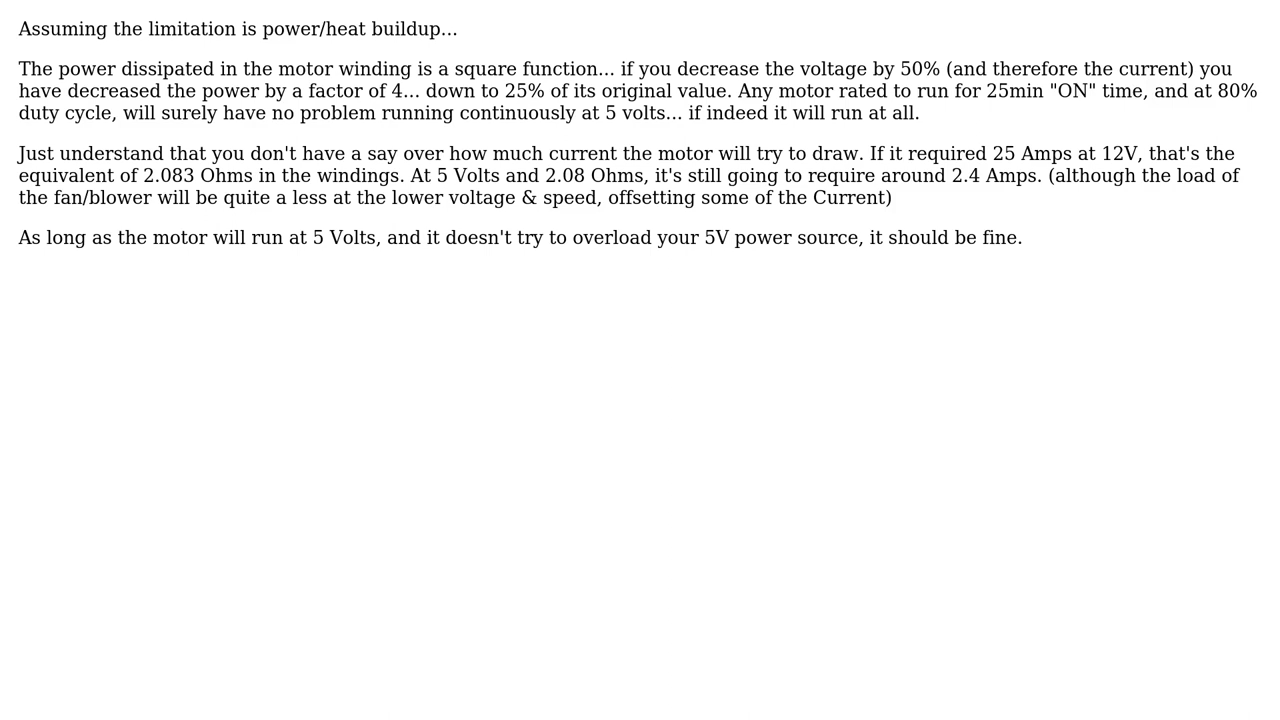 Assuming the limitation is power/heat buildup...
The power dissipated in the motor winding is a square function... if you decrease the voltage by 50% (and therefore the current) you
have decreased the power by a factor of 4... down to 25% of its original value. Any motor rated to run for 25min "ON" time, and at 80%
duty cycle, will surely have no problem running continuously at 5 volts... if indeed it will run at all.
Just understand that you don't have a say over how much current the motor will try to draw. If it required 25 Amps at 12V, that's the
equivalent of 2.083 Ohms in the windings. At 5 Volts and 2.08 Ohms, it's still going to require around 2.4 Amps. (although the load of
the fan/blower will be quite a less at the lower voltage & speed, offsetting some of the Current)
As long as the motor will run at 5 Volts, and it doesn't try to overload your 5V power source, it should be fine.